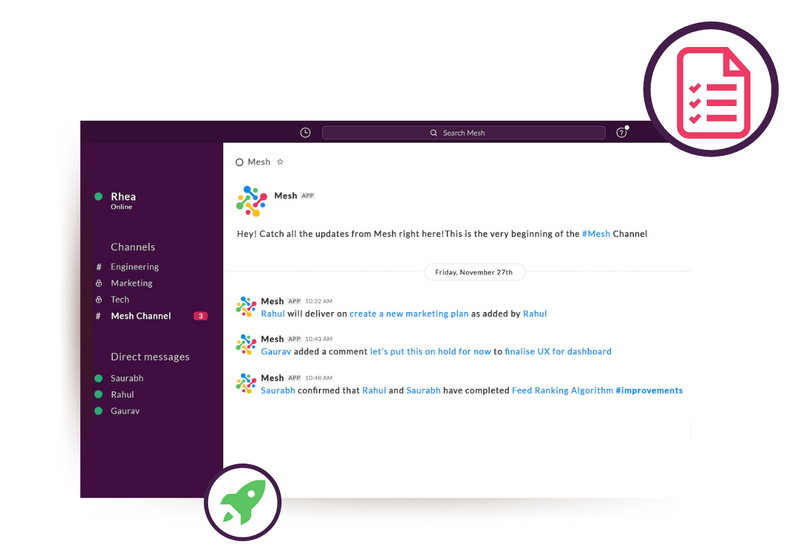 Search Mesh
?
Rhea
Online
Channels
# Engineering
Marketing
Tech
# Mesh Channel 3
Direct messages
Saurabh
Rahul
Gaurav
Mesh
Mesh APP
Hey! Catch all the updates from Mesh right here!This is the very beginning of the #Mesh Channel
Friday, November 27th
Mesh APP 10:22 AM
Rahul will deliver on create a new marketing plan as added by Rahul
Mesh APP 10:43 AM
Gaurav added a comment let's put this on hold for now to finalise UX for dashboard
Mesh APP 10:48 AM
Saurabh confirmed that Rahul and Saurabh have completed Feed Ranking Algorithm #improvements